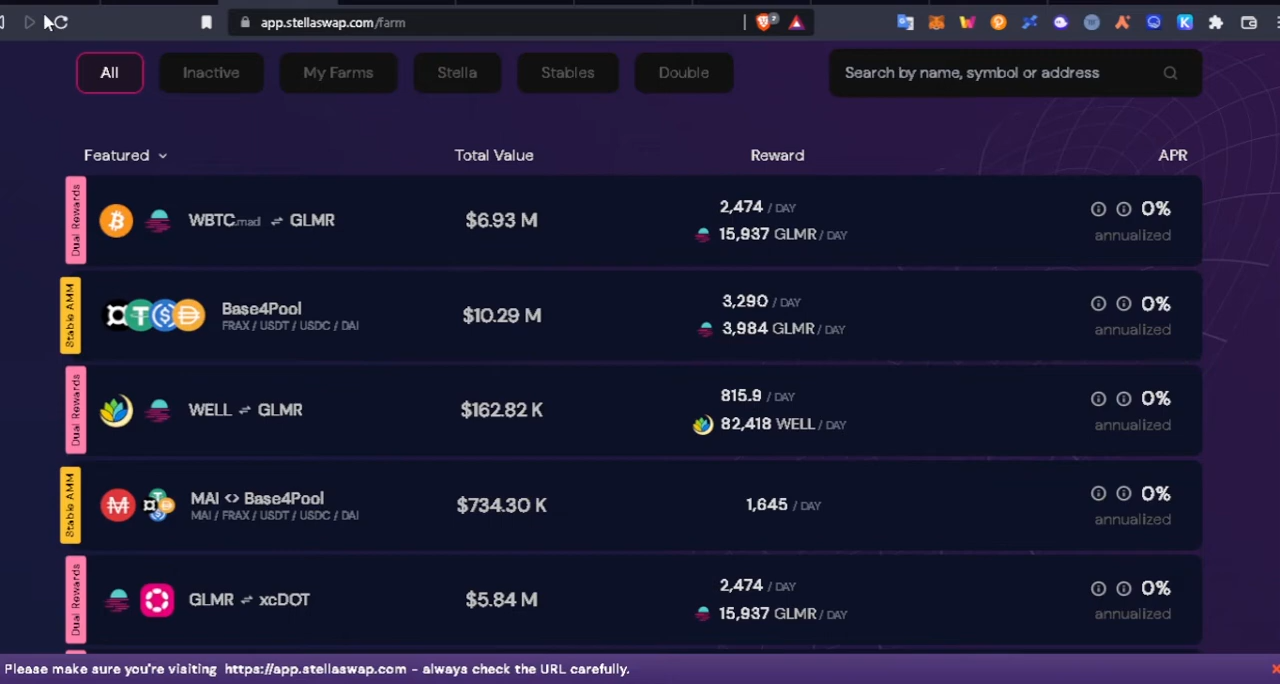 app.stellaswap.com/farm
All
Inactive
My Farms
Stella
Stables
Double
Search by name, symbol or address
Featured
Total Value
Reward
APR
Dual Rewards
WBTC.mad ⇌ GLMR
$6.93 M
2,474 / DAY
15,937 GLMR / DAY
0%
annualized
Stable AMM
Base4Pool
FRAX / USDT / USDC / DAI
$10.29 M
3,290 / DAY
3,984 GLMR / DAY
0%
annualized
Dual Rewards
WELL ⇌ GLMR
$162.82 K
815.9 / DAY
82,418 WELL / DAY
0%
annualized
Stable AMM
MAI <> Base4Pool
MAI / FRAX / USDT / USDC / DAI
$734.30 K
1,645 / DAY
0%
annualized
Dual Rewards
GLMR ⇌ xcDOT
$5.84 M
2,474 / DAY
15,937 GLMR / DAY
0%
annualized
Please make sure you're visiting https://app.stellaswap.com - always check the URL carefully.